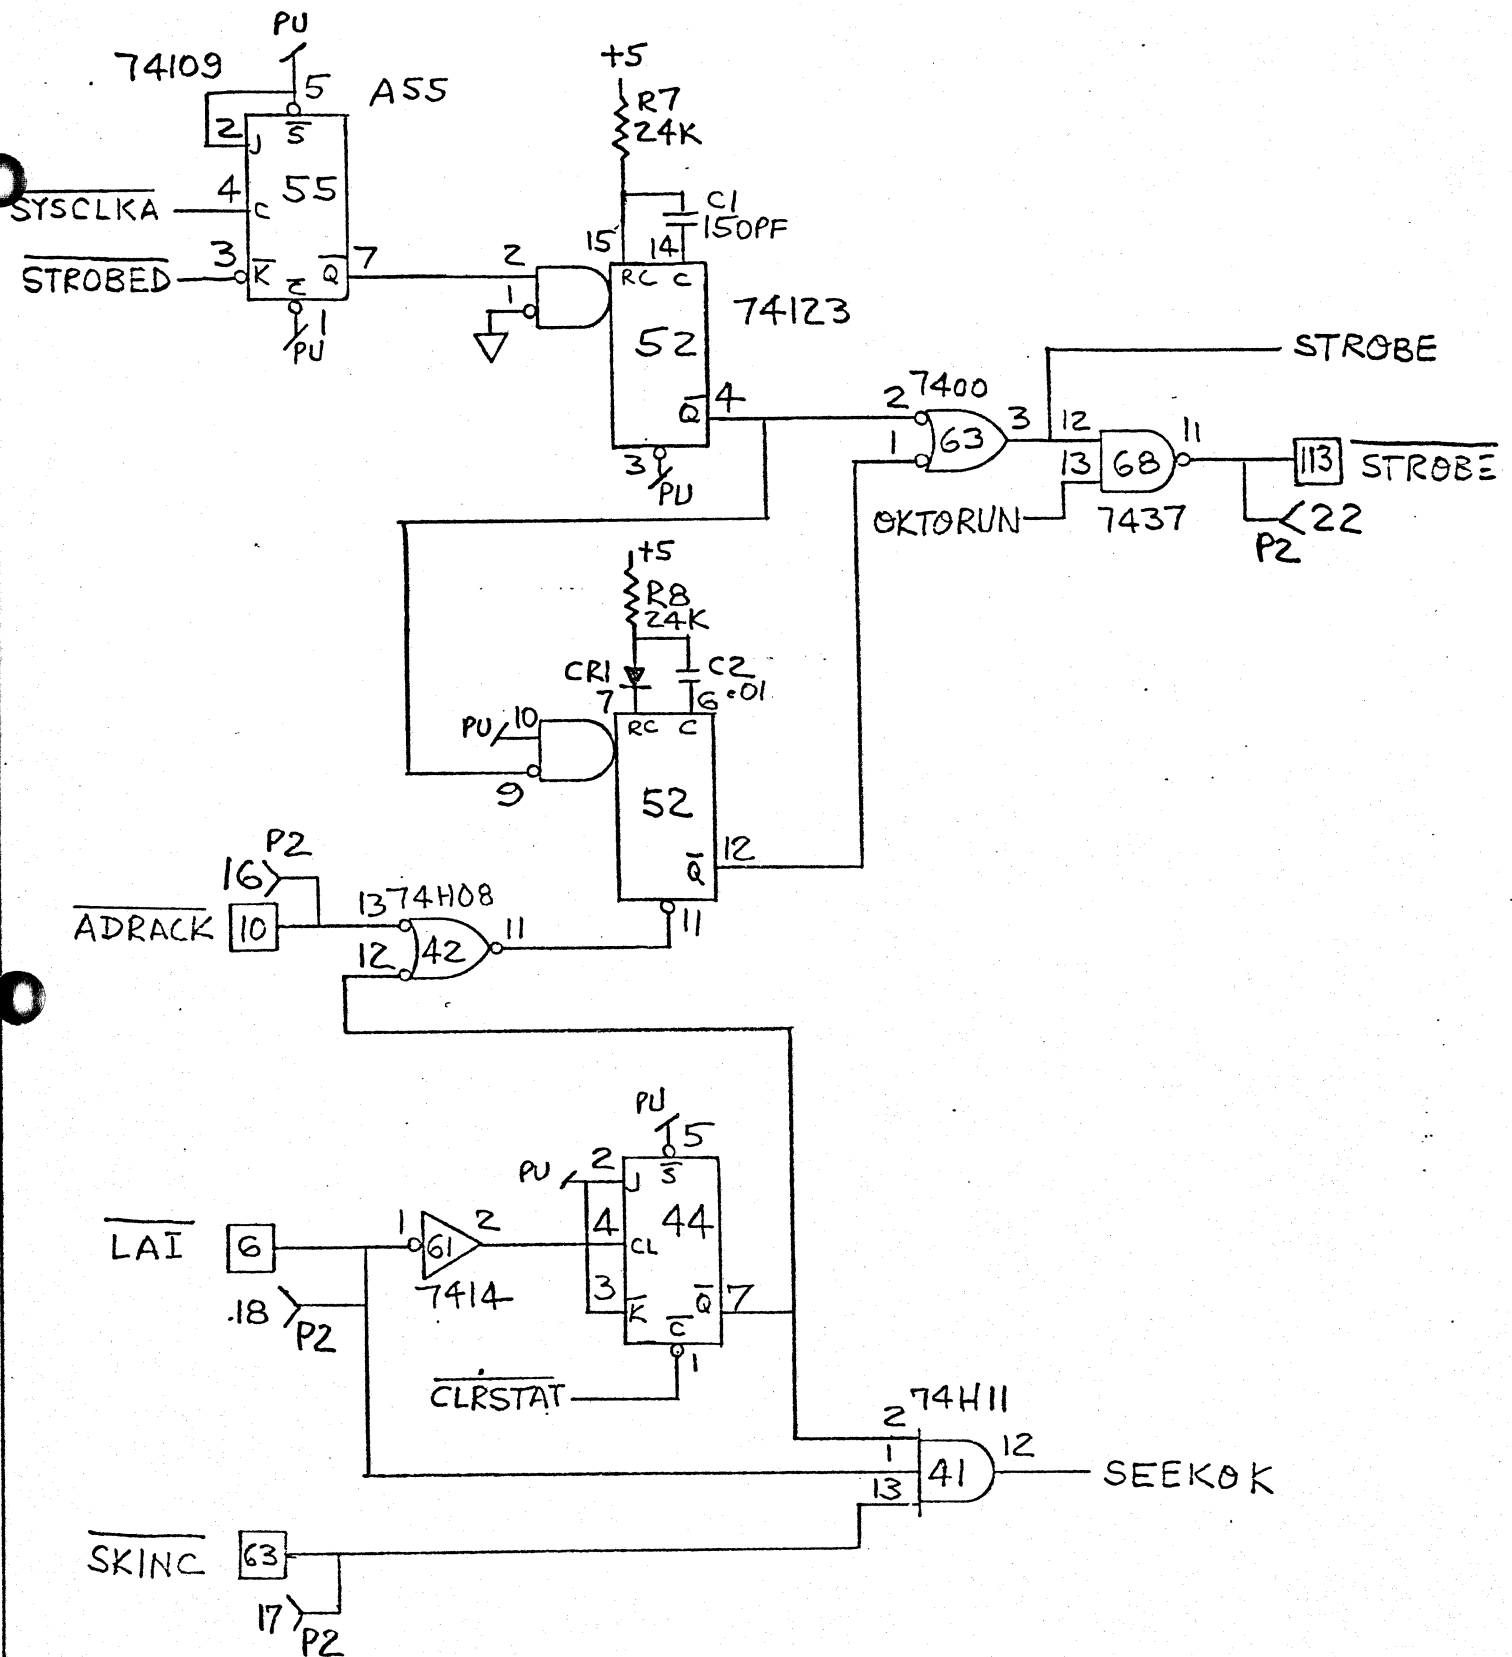 PU
74109
5
A55
+5
R7
24K
2
J
S
4
55
SYSCLKA
C
C1
150PF
3
STROBED
K
Q
7
2
15
14
RC
C
C
1
1
PU
52
74123
STROBE
Q
4
2
7400
3
12
11
1
63
13
68
113
STROBE
3
PU
OKTORUN
7437
22
P2
+5
R8
24K
CR1
C2
.01
7
6
PU
10
RC
C
9
52
P2
16
Q
12
13
74H08
ADRACK
10
11
11
12
42
PU
5
PU
2
J
S
LAI
6
1
61
2
4
44
CL
7414
3
K
Q
7
.18
P2
C
1
CLRSTAT
74H11
2
1
12
41
SEEKOK
13
SKINC
63
17
P2